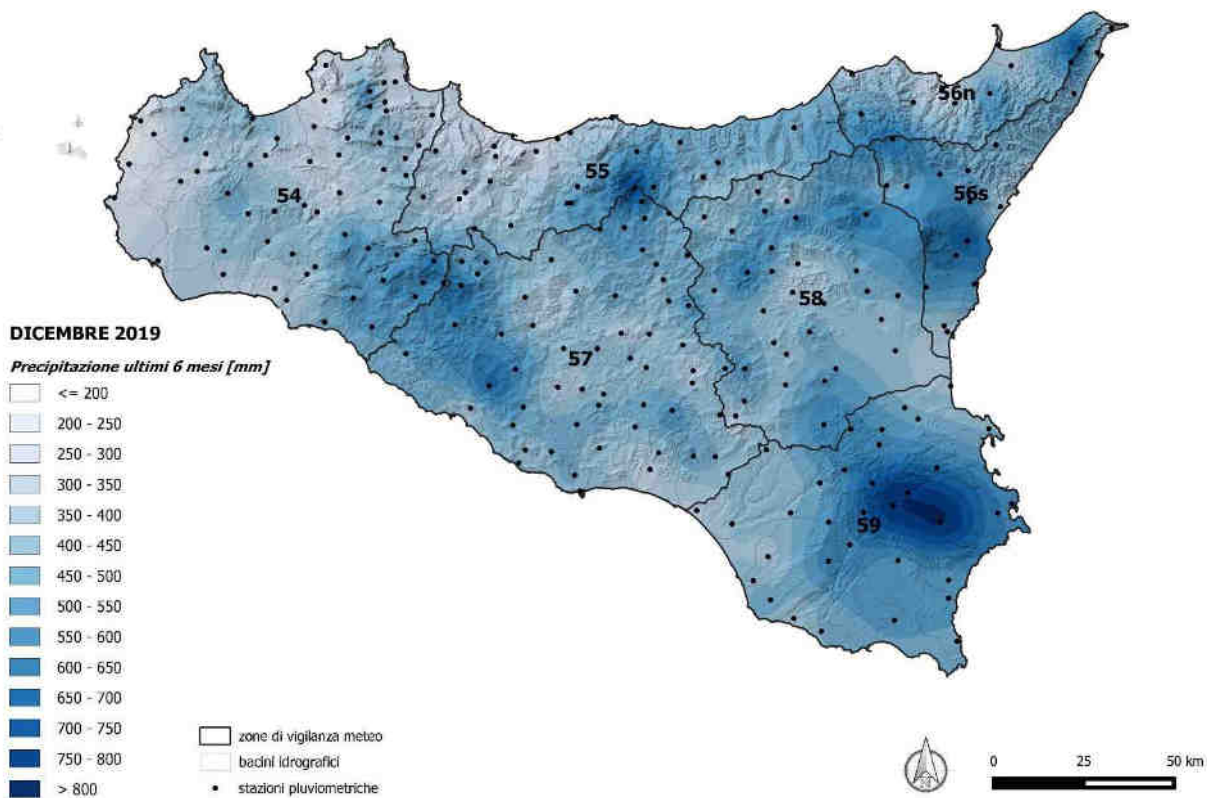 56n
55
54
56s
58
57
59
DICEMBRE 2019
Precipitazione ultimi 6 mesi [mm]
<= 200
200 - 250
250 - 300
300 - 350
350 - 400
400 - 450
450 - 500
500 - 550
550 - 600
600 - 650
650 - 700
700 - 750
750 - 800
> 800
zone di vigilanza meteo
bacini idrografici
stazioni pluviometriche
0 25 50 km